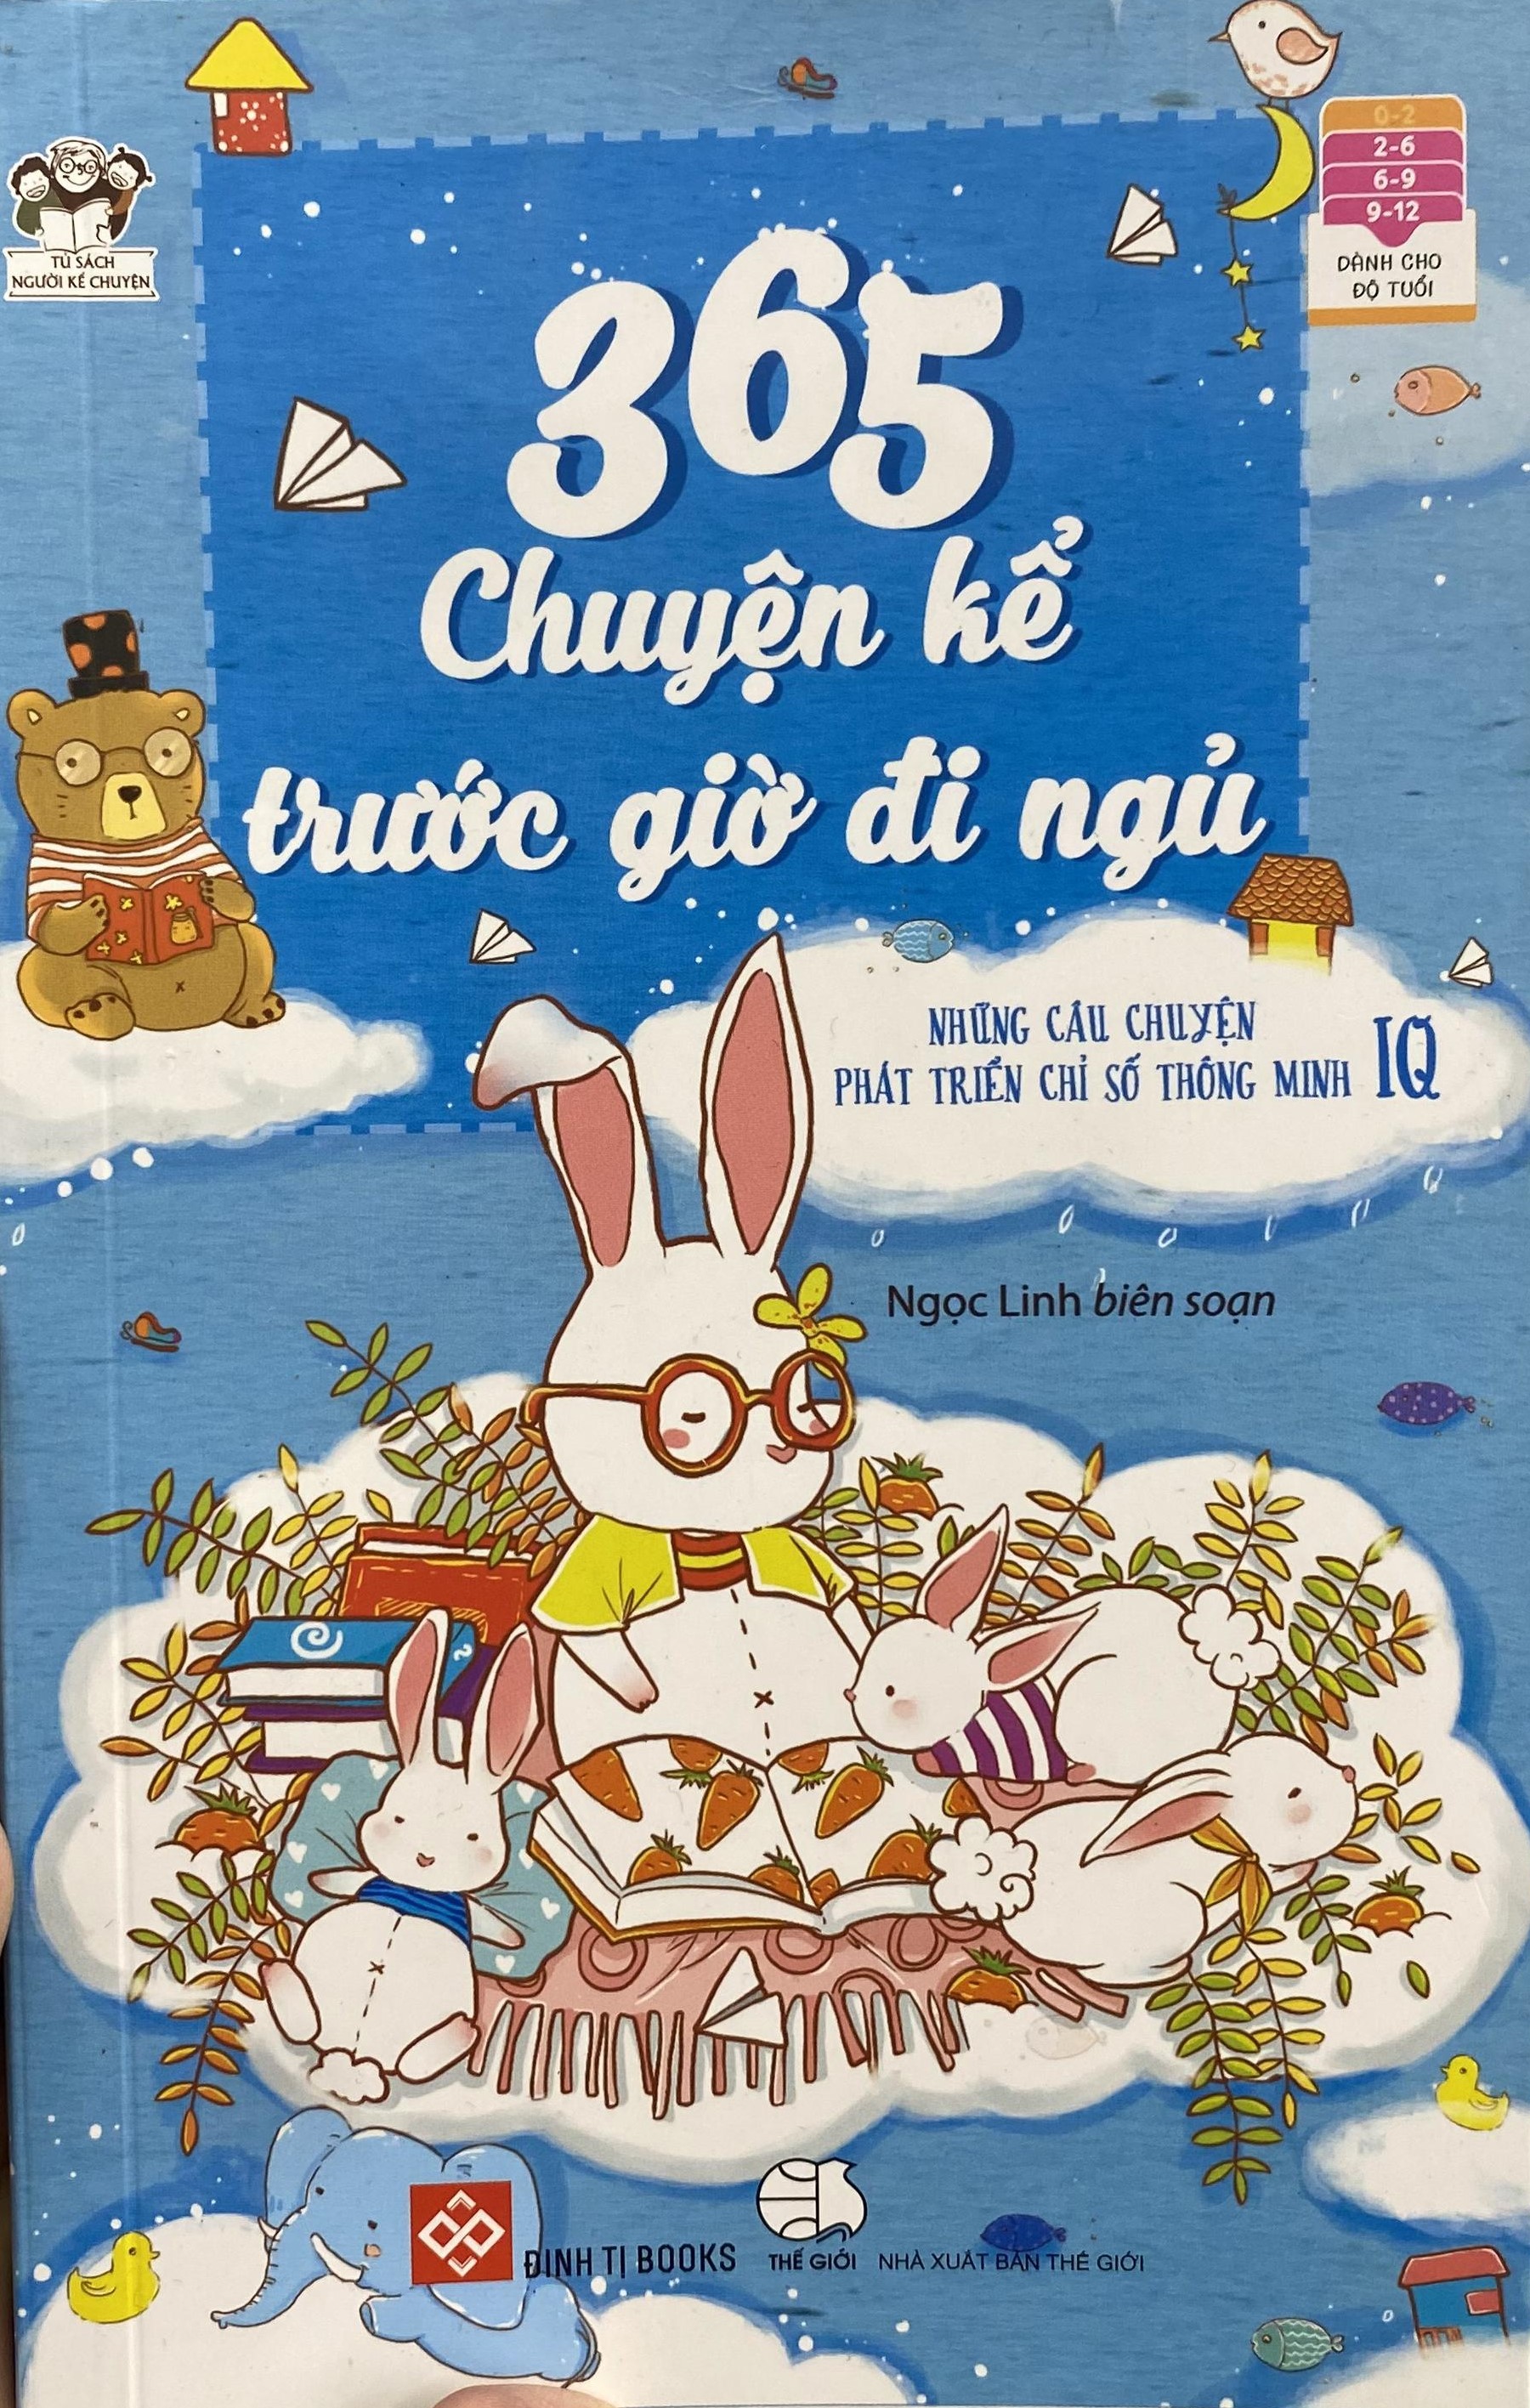 TỦ SÁCH
NGƯỜI KỂ CHUYỆN
0-2
2-6
6-9
9-12
DÀNH CHO
ĐỘ TUỔI
365
Chuyện kể
trước giờ đi ngủ
NHỮNG CÂU CHUYỆN
PHÁT TRIỂN CHỈ SỐ THÔNG MINH IQ
Ngọc Linh biên soạn
ĐINH TỊ BOOKS
THẾ GIỚI
NHÀ XUẤT BẢN THẾ GIỚI